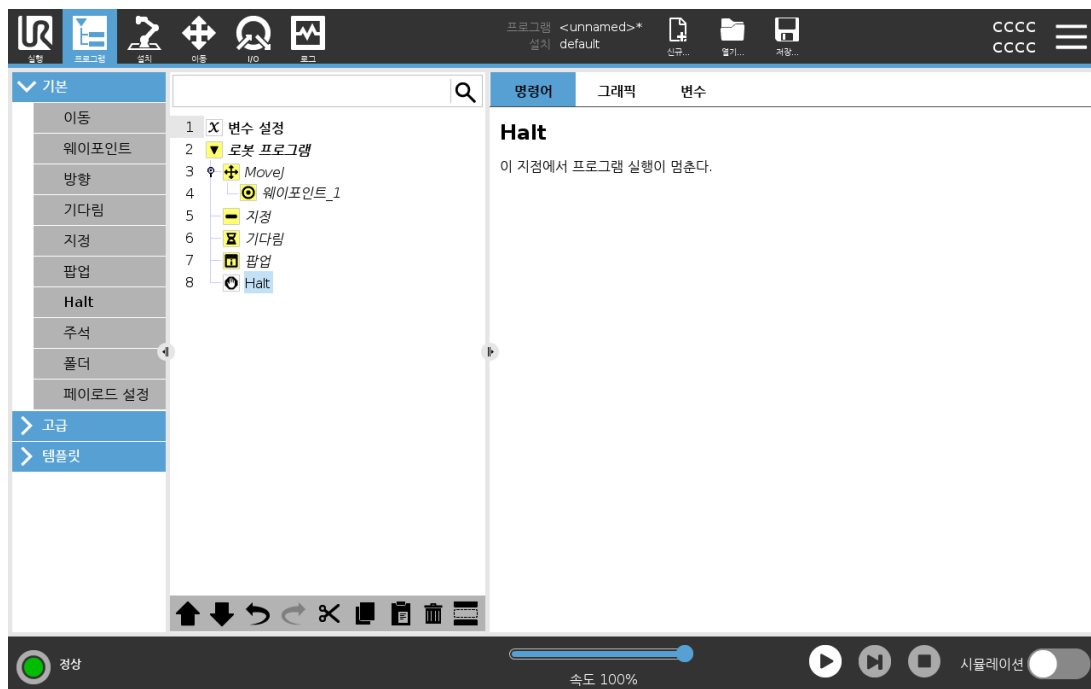 프로그램 <unnamed>* CCCC
설치 default CCCC
실행 프로그램 설치 이동 I/O 로그 신규... 열기... 저장...
기본
이동
웨이포인트
방향
기다림
지정
팝업
Halt
주석
폴더
페이로드 설정
고급
템플릿
1 변수 설정
2 로봇 프로그램
3 MoveJ
4 웨이포인트_1
5 지정
6 기다림
7 팝업
8 Halt
명령어 그래픽 변수
Halt
이 지점에서 프로그램 실행이 멈춘다.
정상
속도 100%
시뮬레이션